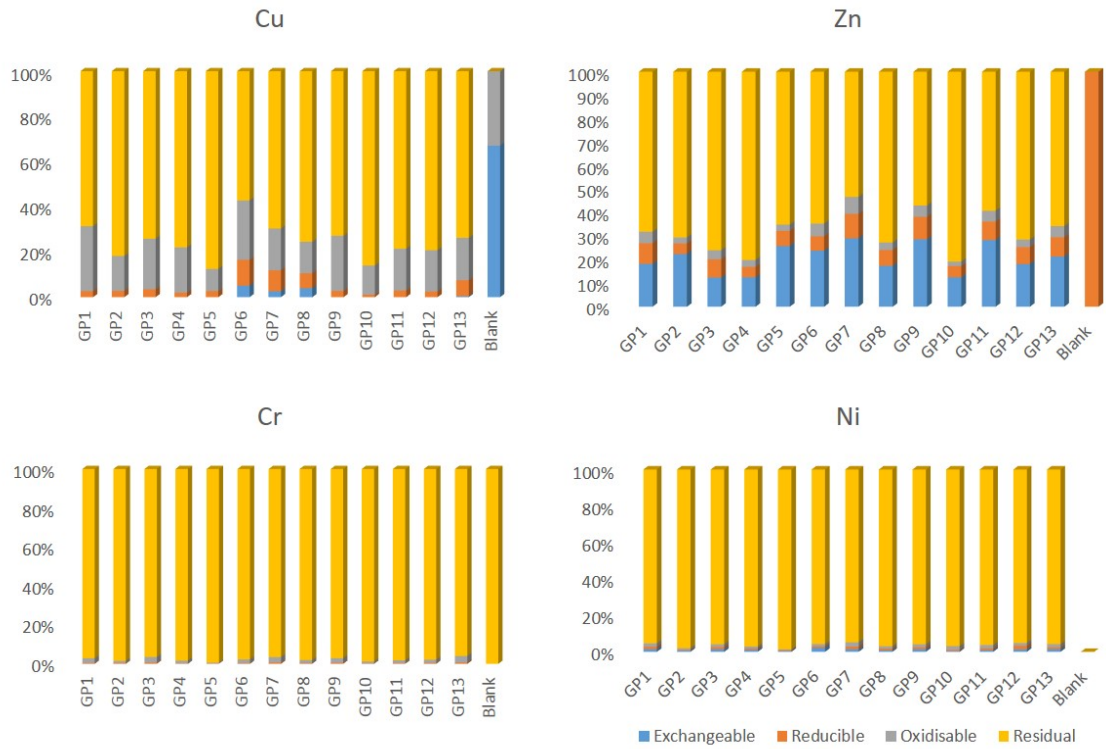 Cu
100%
80%
60%
40%
20%
0%
GP1
GP2
GP3
GP4
GP5
GP6
GP7
GP8
GP9
GP10
GP11
GP12
GP13
Blank
Zn
100%
90%
80%
70%
60%
50%
40%
30%
20%
10%
0%
GP1
GP2
GP3
GP4
GP5
GP6
GP7
GP8
GP9
GP10
GP11
GP12
GP13
Blank
Cr
100%
80%
60%
40%
20%
0%
GP1
GP2
GP3
GP4
GP5
GP6
GP7
GP8
GP9
GP10
GP11
GP12
GP13
Blank
Ni
100%
80%
60%
40%
20%
0%
GP1
GP2
GP3
GP4
GP5
GP6
GP7
GP8
GP9
GP10
GP11
GP12
GP13
Blank
Exchangeable Reducible Oxidisable Residual